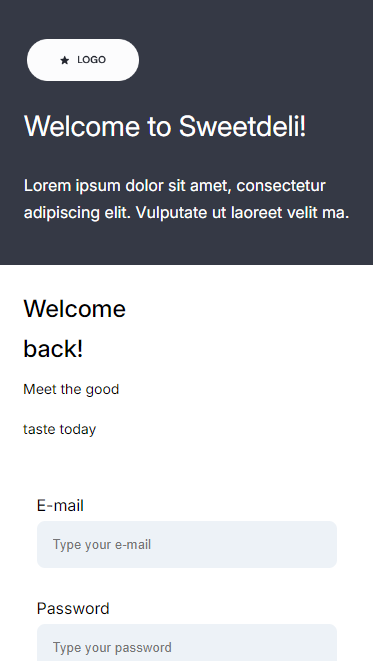 LOGO
Welcome to Sweetdeli!
Lorem ipsum dolor sit amet, consectetur
adipiscing elit. Vulputate ut laoreet velit ma.
Welcome
back!
Meet the good
taste today
E-mail
Type your e-mail
Password
Type your password